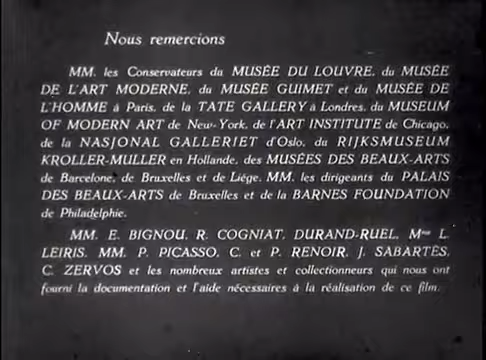 Nous remercions
MM. les Conservateurs du MUSÉE DU LOUVRE, du MUSÉE
DE L'ART MODERNE, du MUSÉE GUIMET et du MUSÉE DE
L'HOMME à Paris, de la TATE GALLERY à Londres, du MUSEUM
OF MODERN ART de New-York, de l'ART INSTITUTE de Chicago,
de la NASJONAL GALLERIET d'Oslo, du RIJKSMUSEUM
KROLLER-MULLER en Hollande, des MUSÉES DES BEAUX-ARTS
de Barcelone, de Bruxelles et de Liége, MM. les dirigeants du PALAIS
DES BEAUX-ARTS de Bruxelles et de la BARNES FOUNDATION
de Philadelphie.
MM. E. BIGNOU, R. COGNIAT, DURAND-RUEL, Mme L.
LEIRIS, MM. P. PICASSO, C. et P. RENOIR, J. SABARTÈS,
C. ZERVOS et les nombreux artistes et collectionneurs qui nous ont
fourni la documentation et l'aide nécessaires à la réalisation de ce film.